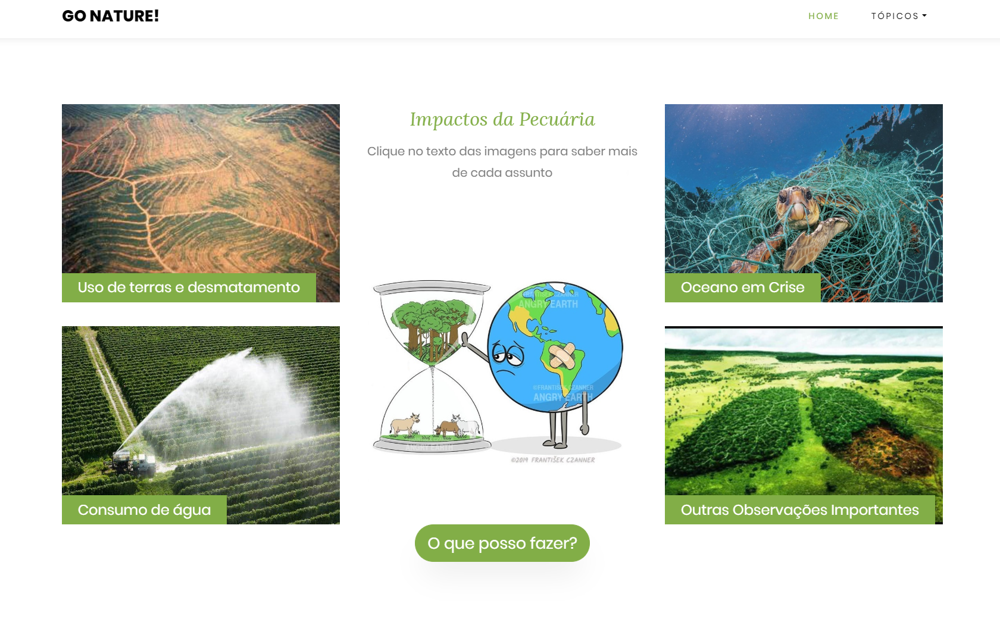 GO NATURE!
HOME
TÓPICOS
Uso de terras e desmatamento
Consumo de água
Impactos da Pecuária
Clique no texto das imagens para saber mais
de cada assunto
©FRANTIŠEK CZANNER
ANGRY EARTH
©FRANTIŠEK CZANNER
ANGRY EARTH
ANGRY EARTH
©2019 FRANTIŠEK CZANNER
O que posso fazer?
Oceano em Crise
Outras Observações Importantes